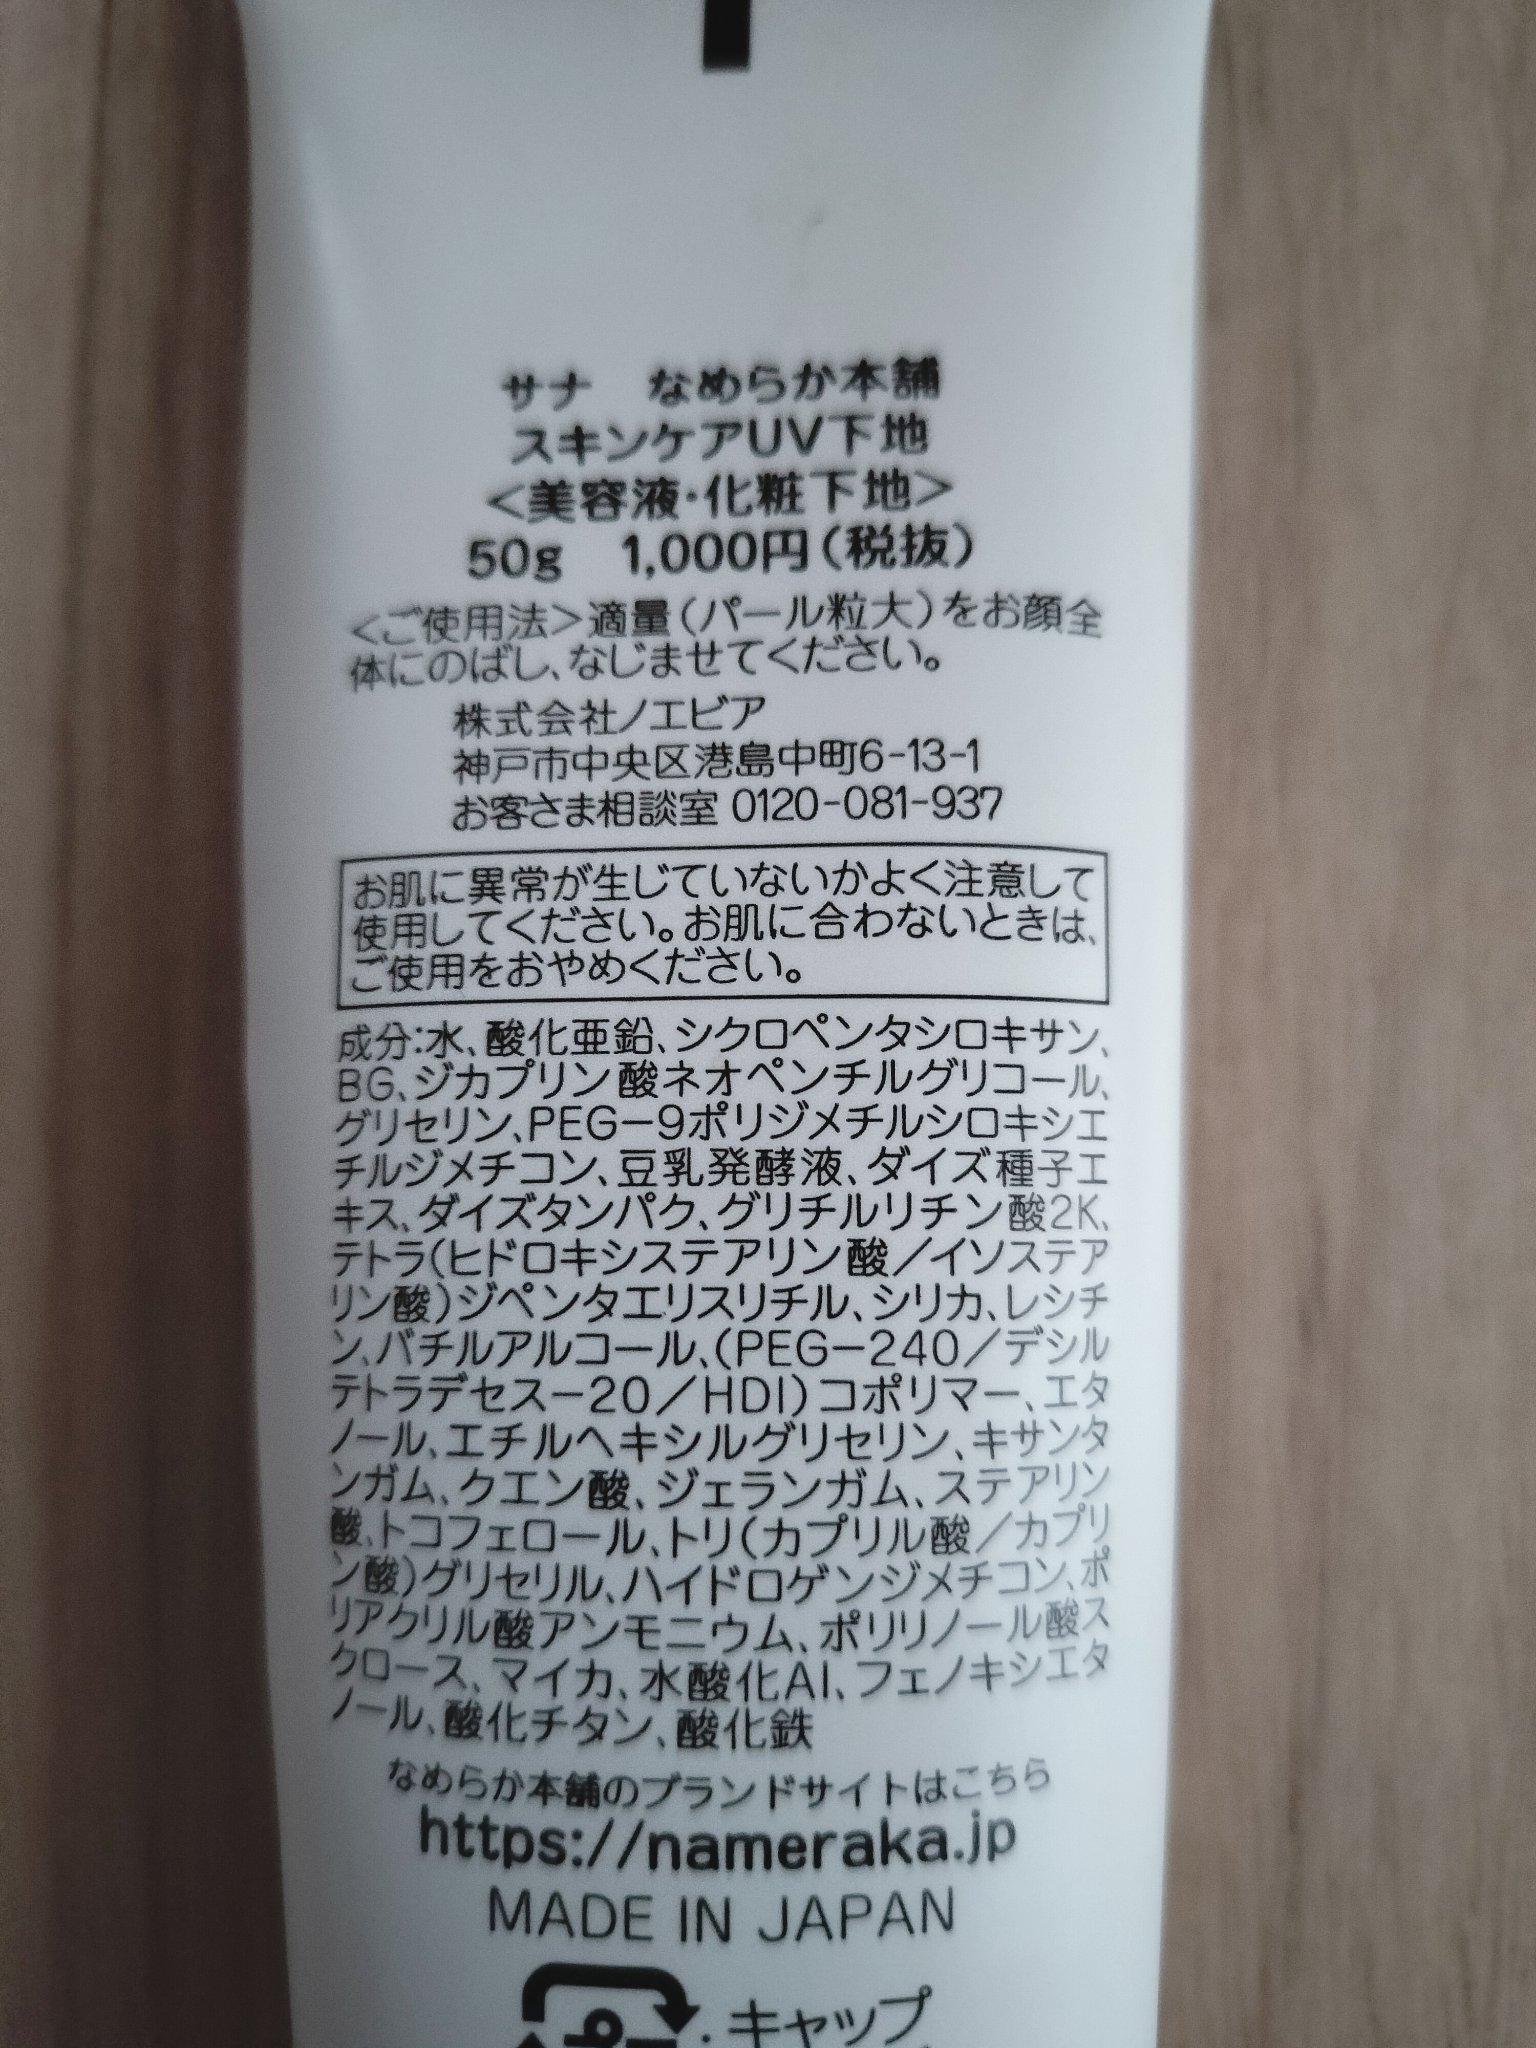 サナ　なめらか本舗
スキンケアUV下地
＜美容液・化粧下地＞
50g　1,000円（税抜）
＜ご使用法＞適量（パール粒大）をお顔全
体にのばし、なじませてください。
株式会社ノエビア
神戸市中央区港島中町6-13-1
お客さま相談室 0120-081-937
お肌に異常が生じていないかよく注意して
使用してください。お肌に合わないときは、
ご使用をおやめください。
成分：水、酸化亜鉛、シクロペンタシロキサン、
BG、ジカプリン酸ネオペンチルグリコール、
グリセリン、PEG－9ポリジメチルシロキシエ
チルジメチコン、豆乳発酵液、ダイズ種子エ
キス、ダイズタンパク、グリチルリチン酸2K、
テトラ（ヒドロキシステアリン酸／イソステア
リン酸）ジペンタエリスリチル、シリカ、レシチ
ン、バチルアルコール、（PEG－240／デシル
テトラデセス－20／HDI）コポリマー、エタ
ノール、エチルヘキシルグリセリン、キサンタ
ンガム、クエン酸、ジェランガム、ステアリン
酸、トコフェロール、トリ（カプリル酸／カプリ
ン酸）グリセリル、ハイドロゲンジメチコン、ポ
リアクリル酸アンモニウム、ポリリノール酸ス
クロース、マイカ、水酸化Al、フェノキシエタ
ノール、酸化チタン、酸化鉄
なめらか本舗のブランドサイトはこちら
https://nameraka.jp
MADE IN JAPAN
プ：キャップ